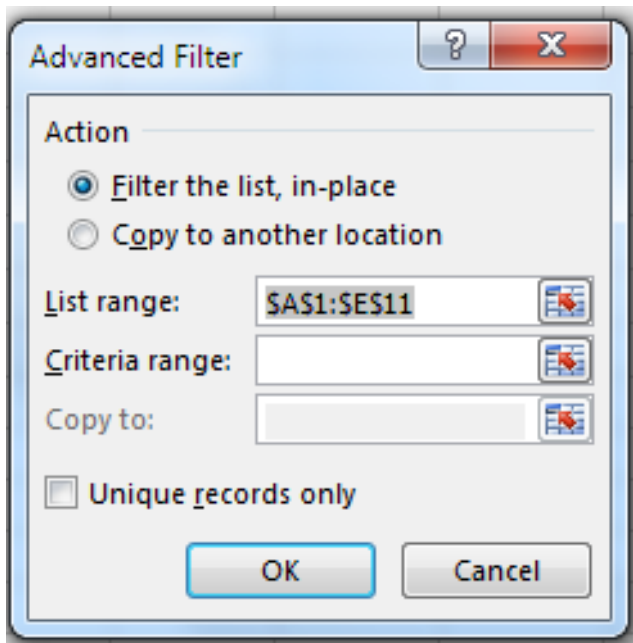 Advanced Filter
?
Action
Filter the list, in-place
Copy to another location
List range: $A$1:$E$11
Criteria range:
Copy to:
Unique records only
OK Cancel